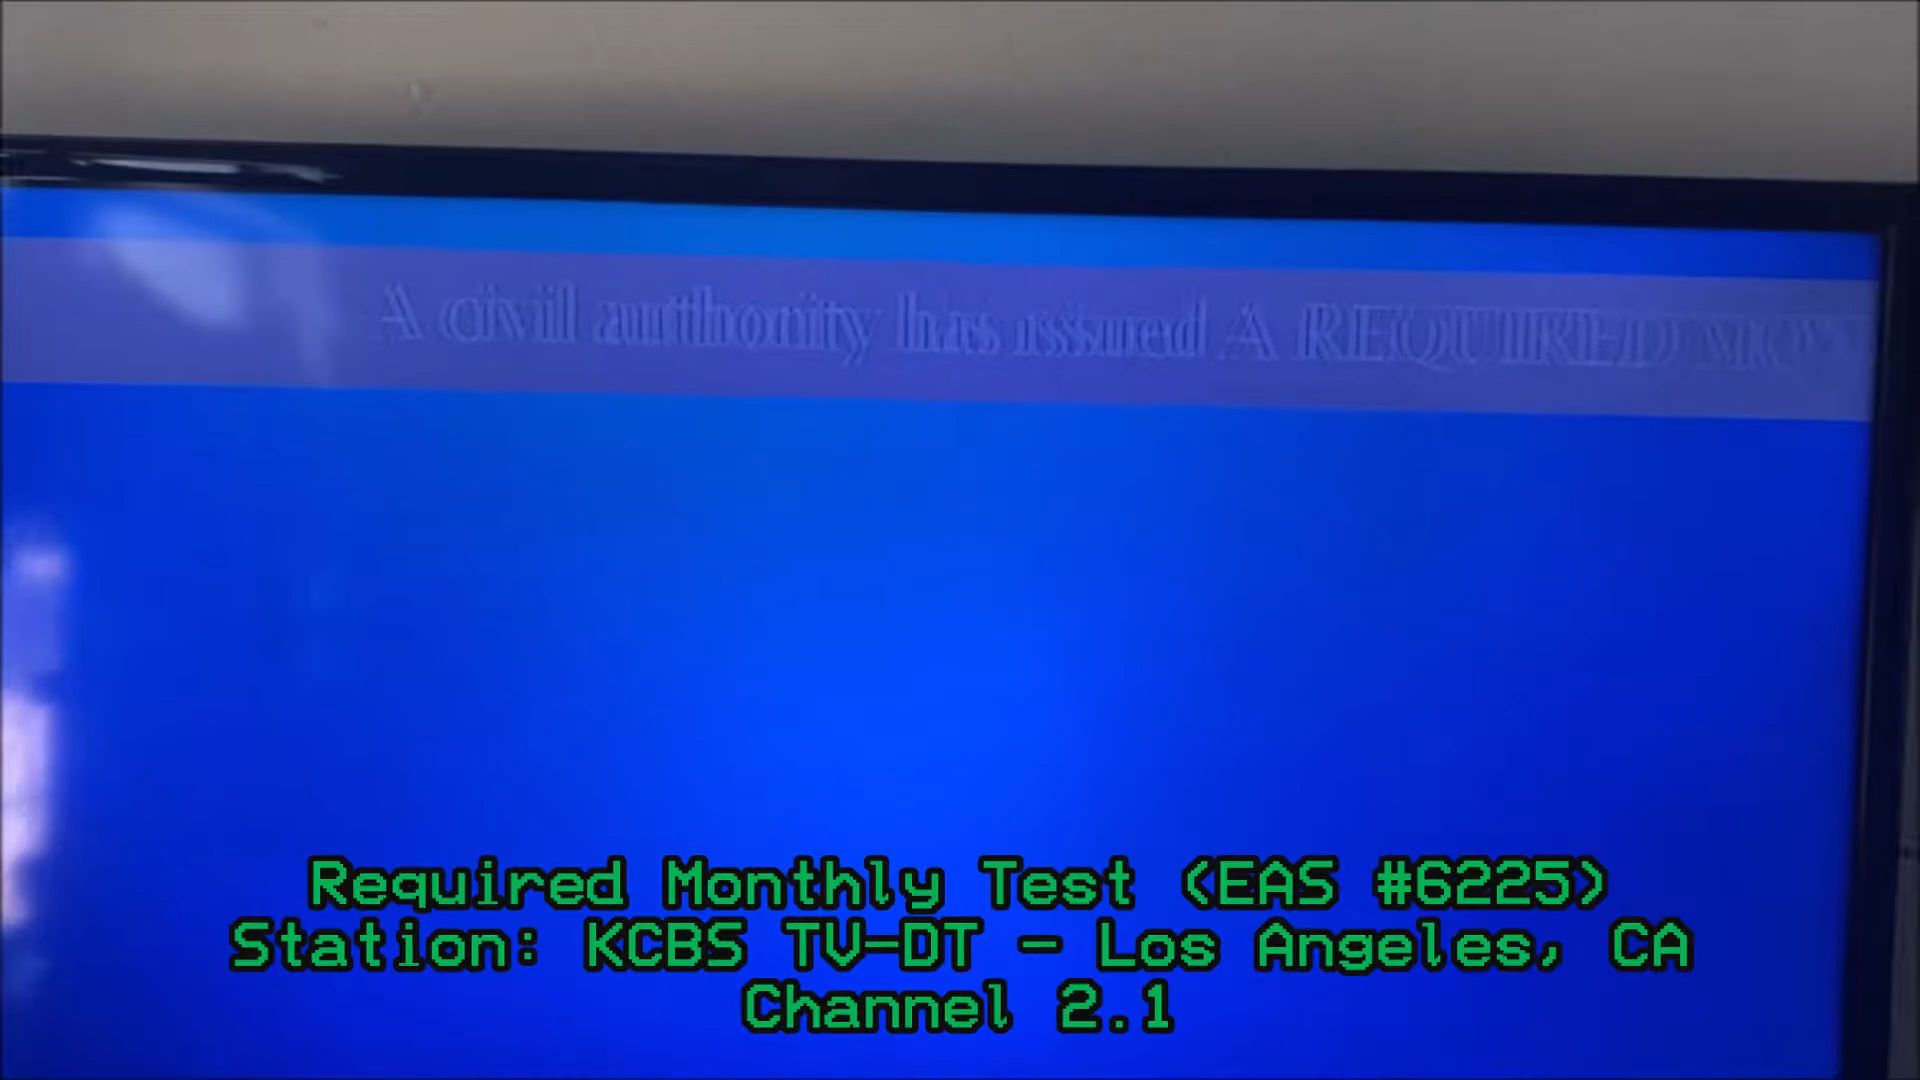 A civil authority has issued A REQUIRED
Required Monthly Test (EAS #6225)
Station: KCBS TV-DT - Los Angeles, CA
Channel 2.1